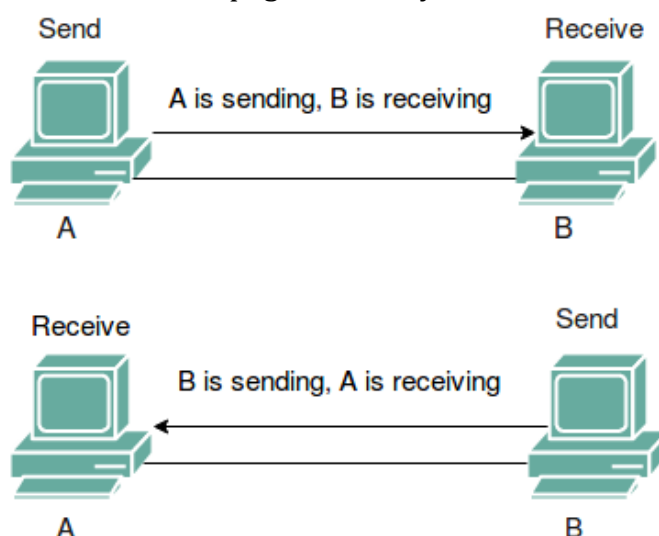 Send
Receive
A is sending, B is receiving
A
B
Receive
Send
B is sending, A is receiving
A
B